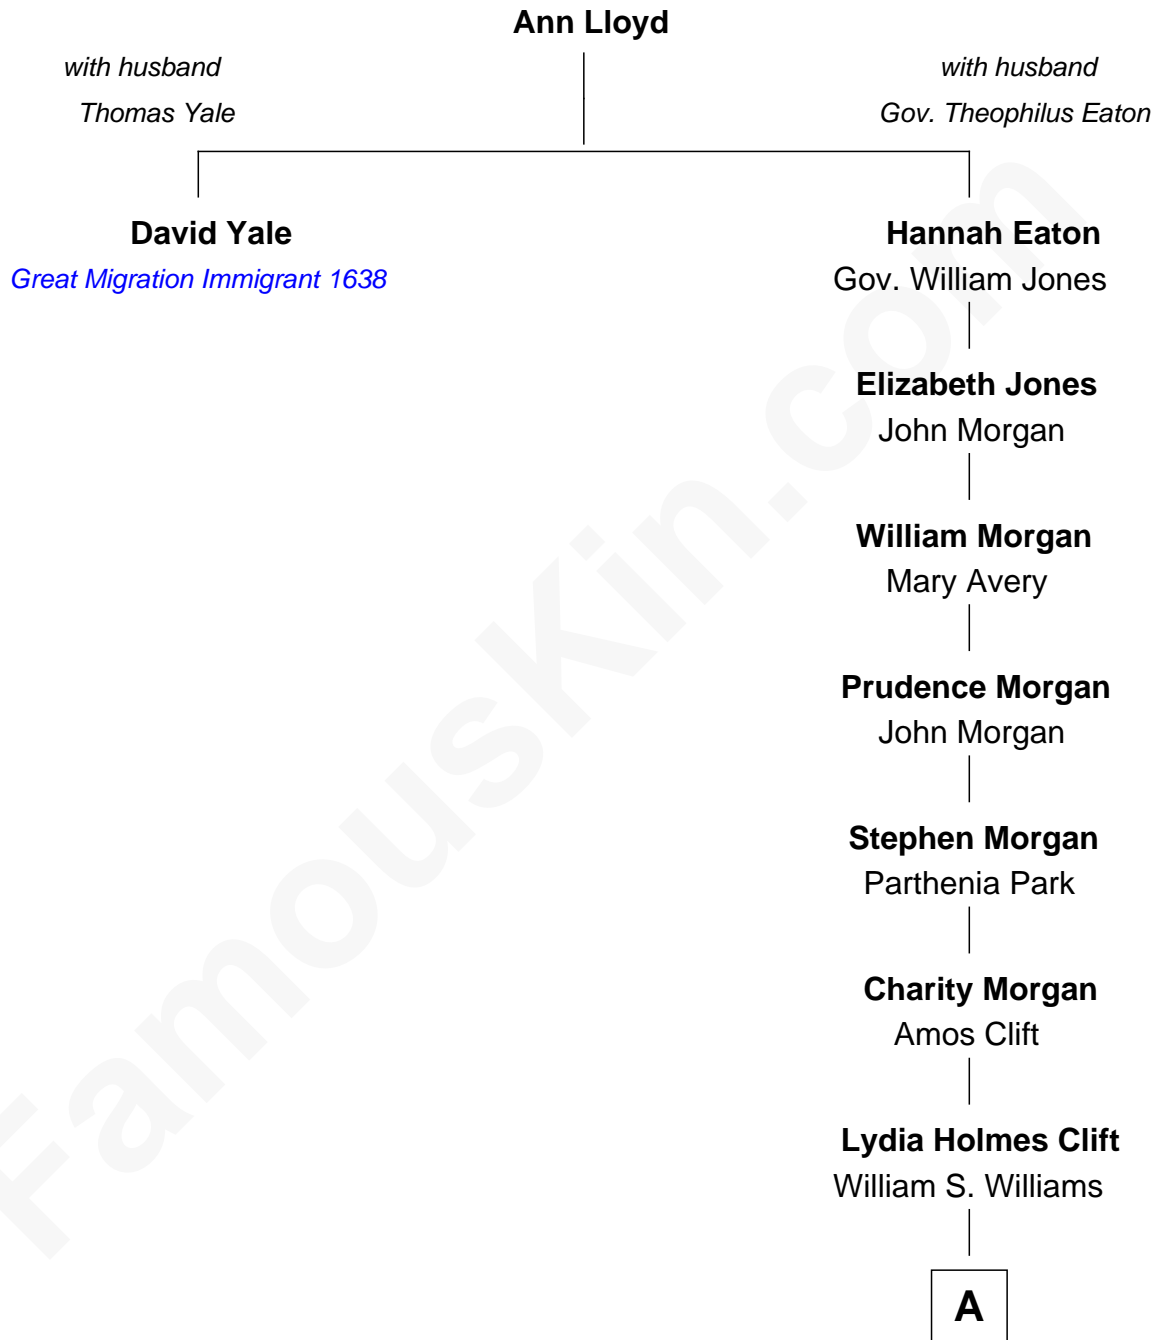 Ann Lloyd
with husband
Thomas Yale
with husband
Gov. Theophilus Eaton
David Yale
Great Migration Immigrant 1638
Hannah Eaton
Gov. William Jones
Elizabeth Jones
John Morgan
William Morgan
Mary Avery
Prudence Morgan
John Morgan
Stephen Morgan
Parthenia Park
Charity Morgan
Amos Clift
Lydia Holmes Clift
William S. Williams
A
FamousKin.com